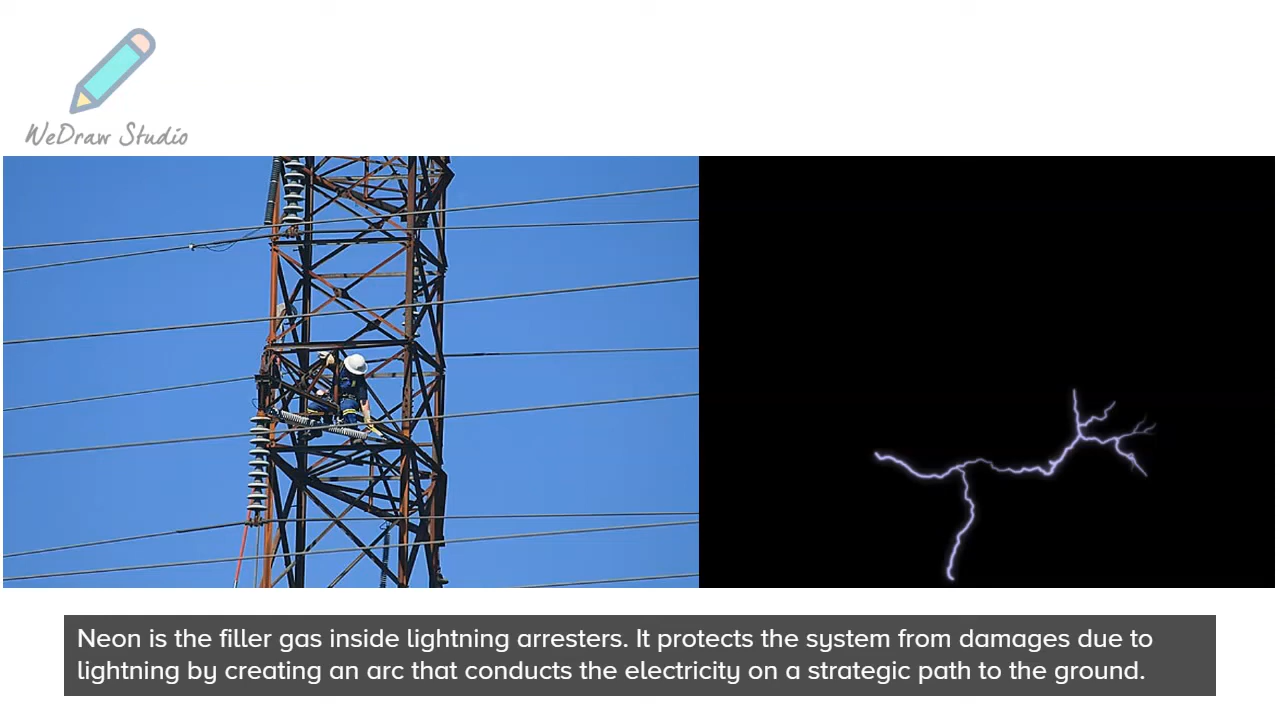 WeDraw Studio
Neon is the filler gas inside lightning arresters. It protects the system from damages due to
lightning by creating an arc that conducts the electricity on a strategic path to the ground.